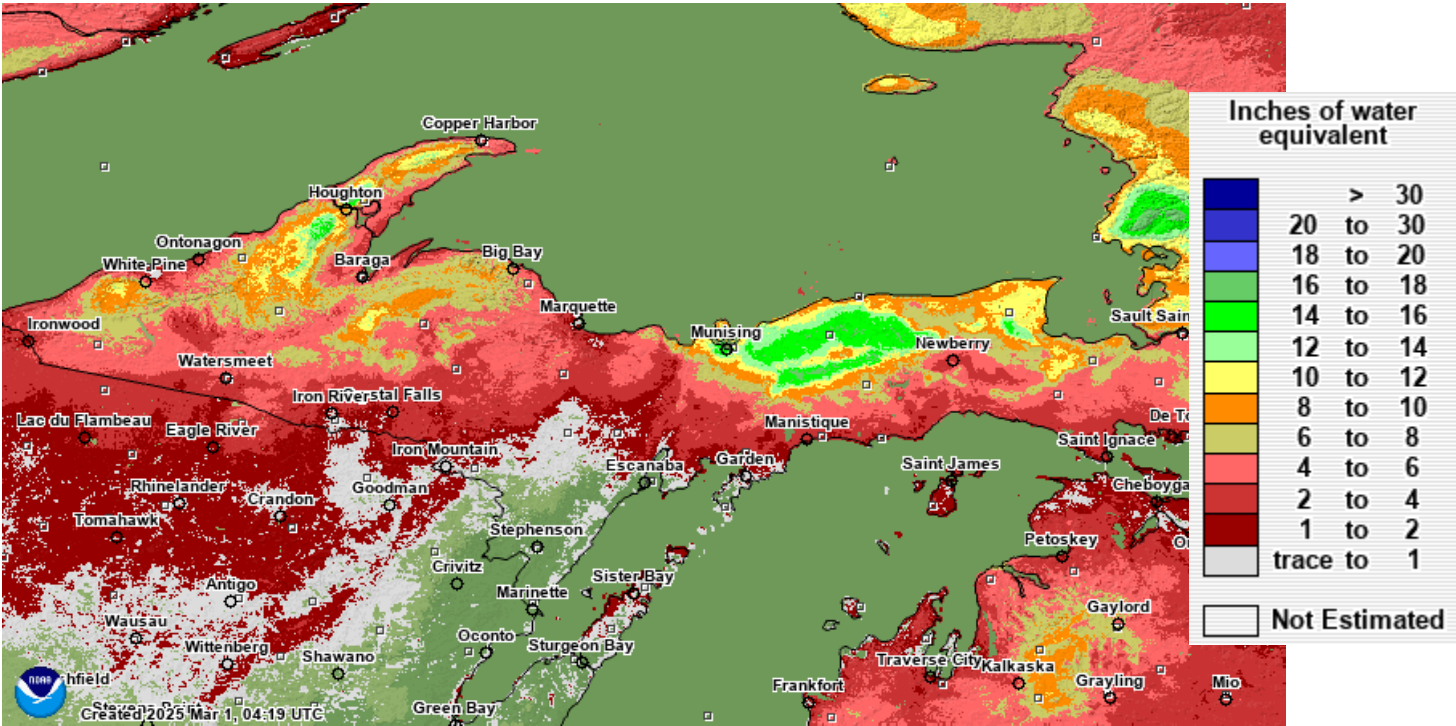 Copper Harbor
Houghton
Ontonagon
White Pine
Baraga
Big Bay
Marquette
Ironwood
Munising
Newberry
Sault Sain
Watersmeet
Iron River
Crystal Falls
Lac du Flambeau
Eagle River
Manistique
De To
Saint Ignace
Iron Mountain
Escanaba
Garden
Saint James
Rhinelander
Crandon
Goodman
Cheboyga
Tomahawk
Stephenson
Petoskey
Crivitz
Antigo
Sister Bay
Marinette
Gaylord
Wausau
Oconto
Wittenberg
Shawano
Sturgeon Bay
Traverse City
Kalkaska
hfield
Frankfort
Grayling
Mio
Stevens Point
Green Bay
NOAA
Created 2025 Mar 1, 04:19 UTC
Inches of water
equivalent
> 30
20 to 30
18 to 20
16 to 18
14 to 16
12 to 14
10 to 12
8 to 10
6 to 8
4 to 6
2 to 4
1 to 2
trace to 1
Not Estimated